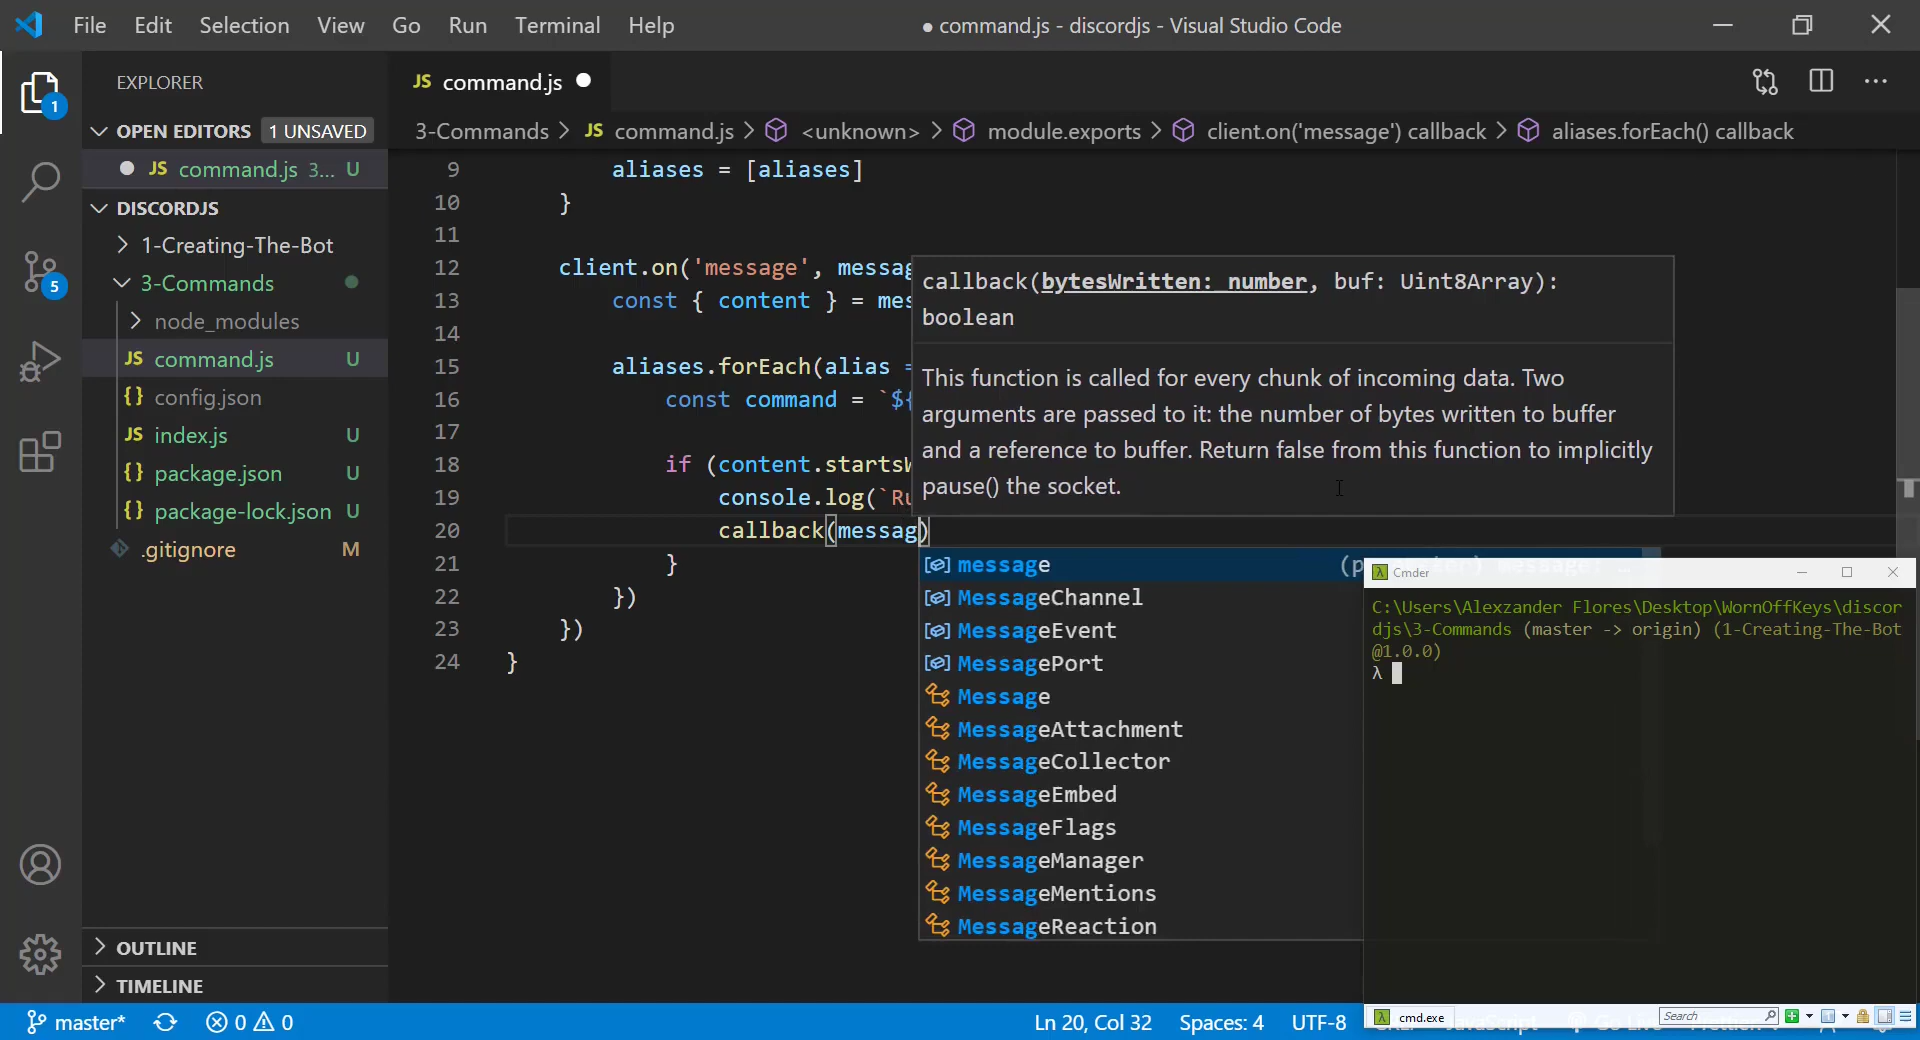 File Edit Selection View Go Run Terminal Help
● command.js - discordjs - Visual Studio Code
1
EXPLORER
OPEN EDITORS 1 UNSAVED
JS command.js 3... U
DISCORDJS
1-Creating-The-Bot
3-Commands
node_modules
JS command.js U
{} config.json
JS index.js U
{} package.json U
{} package-lock.json U
.gitignore M
5
OUTLINE
TIMELINE
JS command.js
3-Commands > JS command.js > <unknown> > module.exports > client.on('message') callback > aliases.forEach() callback
9 aliases = [aliases]
10 }
11
12 client.on('message', messag
13 const { content } = mes
14
15 aliases.forEach(alias =
16 const command = `${
17
18 if (content.startsW
19 console.log(`Ru
20 callback(messag)
21 }
22 })
23 })
24 }
callback(bytesWritten: number, buf: Uint8Array):
boolean
This function is called for every chunk of incoming data. Two
arguments are passed to it: the number of bytes written to buffer
and a reference to buffer. Return false from this function to implicitly
pause() the socket.
message
MessageChannel
MessageEvent
MessagePort
Message
MessageAttachment
MessageCollector
MessageEmbed
MessageFlags
MessageManager
MessageMentions
MessageReaction
Cmder
C:\Users\Alexzander Flores\Desktop\WornOffKeys\discor
djs\3-Commands (master -> origin) (1-Creating-The-Bot
@1.0.0)
λ
cmd.exe
Search
master* 0 0
Ln 20, Col 32 Spaces: 4 UTF-8